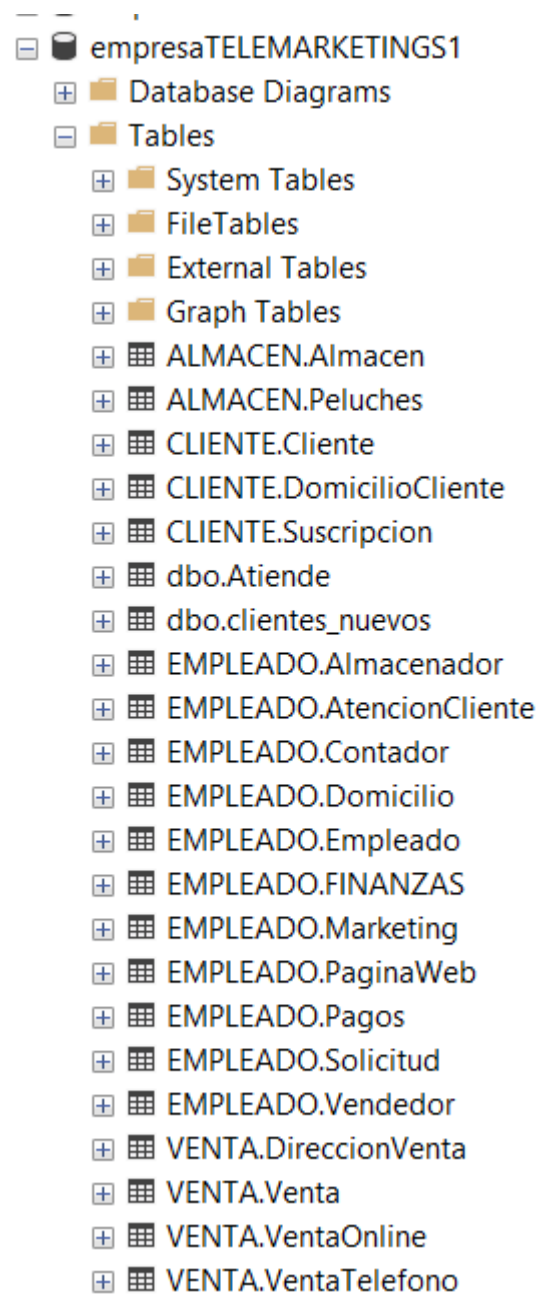 empresaTELEMARKETINGS1
Database Diagrams
Tables
System Tables
FileTables
External Tables
Graph Tables
ALMACEN.Almacen
ALMACEN.Peluches
CLIENTE.Cliente
CLIENTE.DomicilioCliente
CLIENTE.Suscripcion
dbo.Atiende
dbo.clientes_nuevos
EMPLEADO.Almacenador
EMPLEADO.AtencionCliente
EMPLEADO.Contador
EMPLEADO.Domicilio
EMPLEADO.Empleado
EMPLEADO.FINANZAS
EMPLEADO.Marketing
EMPLEADO.PaginaWeb
EMPLEADO.Pagos
EMPLEADO.Solicitud
EMPLEADO.Vendedor
VENTA.DireccionVenta
VENTA.Venta
VENTA.VentaOnline
VENTA.VentaTelefono